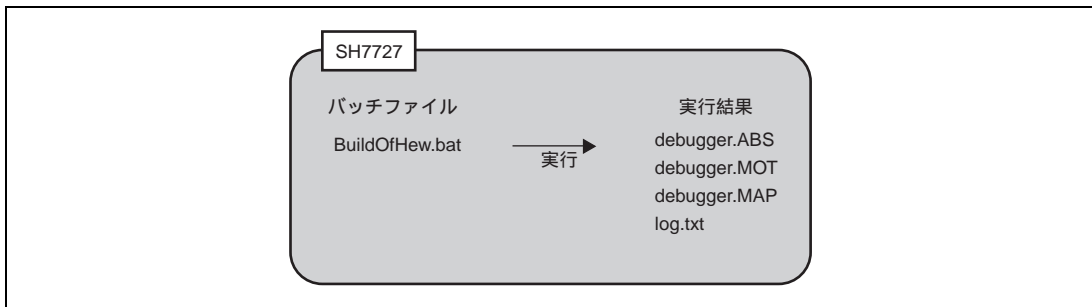 SH7727
バッチファイル
BuildOfHew.bat
実行
実行結果
debugger.ABS
debugger.MOT
debugger.MAP
log.txt